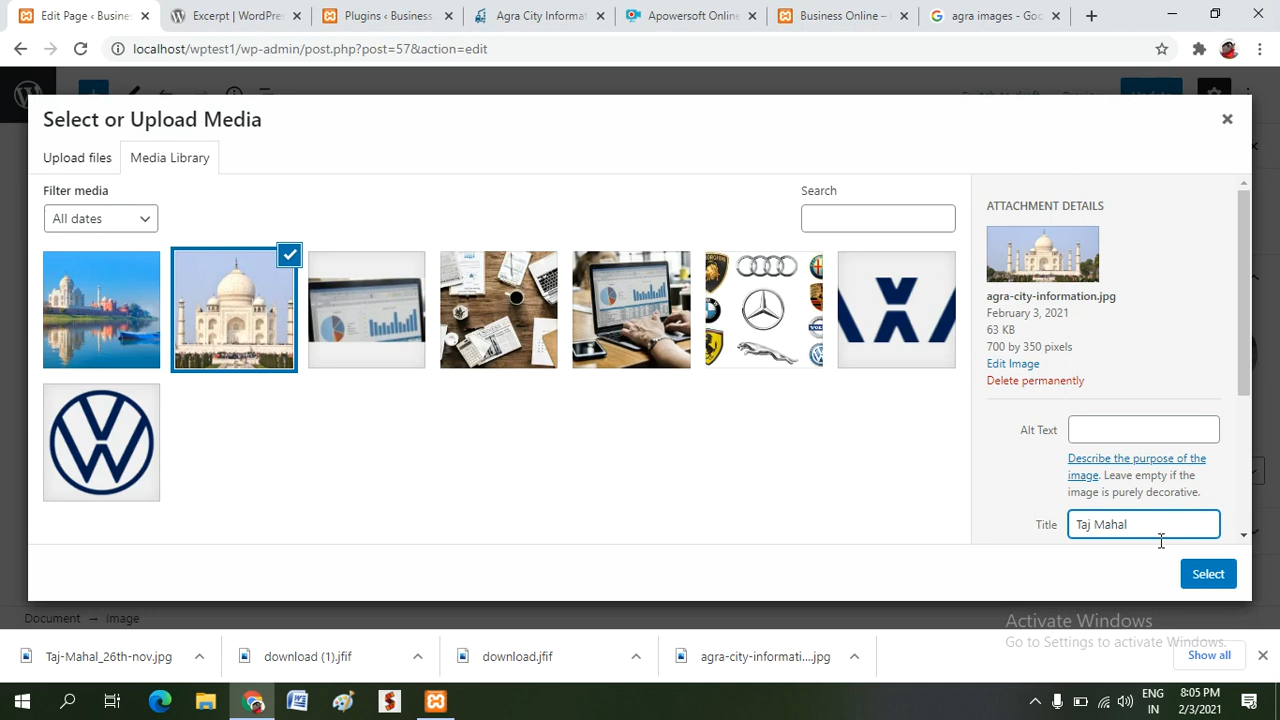 Edit Page ‹ Busines
Excerpt | WordPress
Plugins ‹ Business
Agra City Informat
Apowersoft Online
Business Online –
agra images - Goo
localhost/wptest1/wp-admin/post.php?post=57&action=edit
Select or Upload Media
Upload files
Media Library
Filter media
Search
All dates
ATTACHMENT DETAILS
agra-city-information.jpg
February 3, 2021
63 KB
700 by 350 pixels
Edit Image
Delete permanently
Alt Text
Describe the purpose of the
image. Leave empty if the
image is purely decorative.
Title
Taj Mahal
Select
Document → Image
Activate Windows
Go to Settings to activate Windows.
Taj-Mahal_26th-nov.jpg
download (1).jfif
download.jfif
agra-city-informati....jpg
Show all
ENG
IN
8:05 PM
2/3/2021